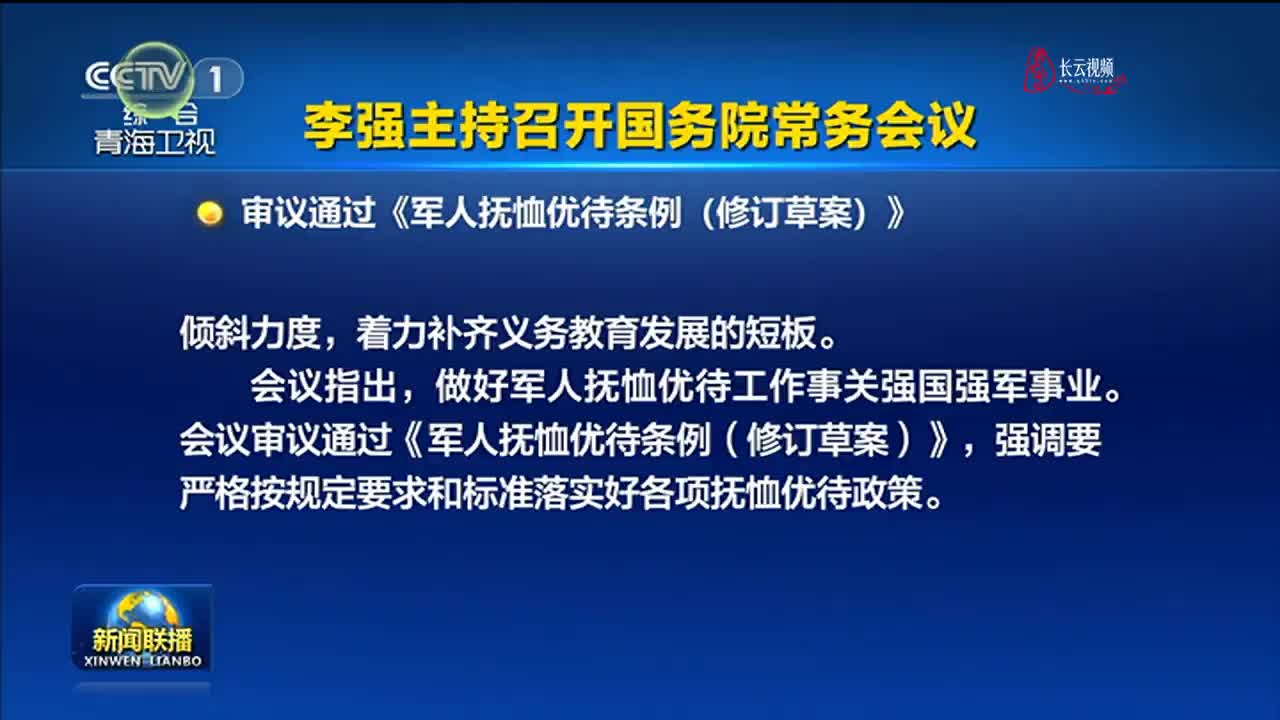 CCTV 1
综合
青海卫视
长云视频
李强主持召开国务院常务会议
审议通过《军人抚恤优待条例（修订草案）》
倾斜力度，着力补齐义务教育发展的短板。
会议指出，做好军人抚恤优待工作事关强国强军事业。
会议审议通过《军人抚恤优待条例（修订草案）》，强调要
严格按规定要求和标准落实好各项抚恤优待政策。
新闻联播
XINWEN LIANBO